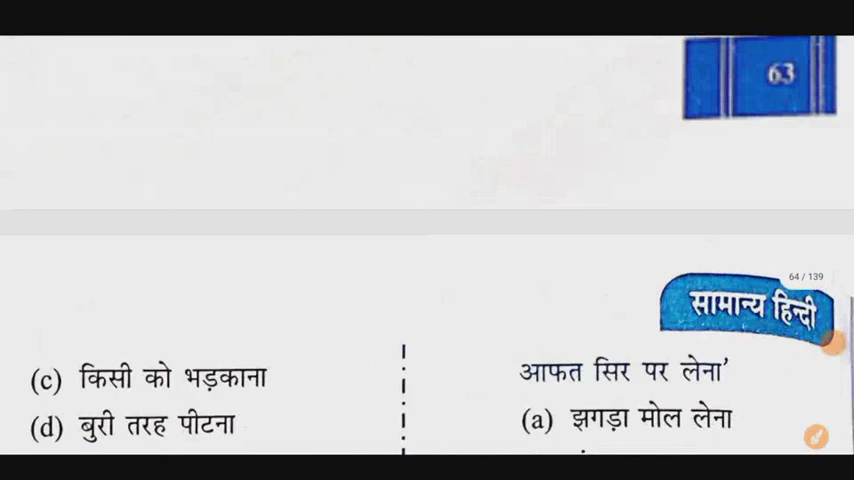 63
64 / 139
सामान्य हिन्दी
(c) किसी को भड़काना
(d) बुरी तरह पीटना
आफत सिर पर लेना’
(a) झगड़ा मोल लेना